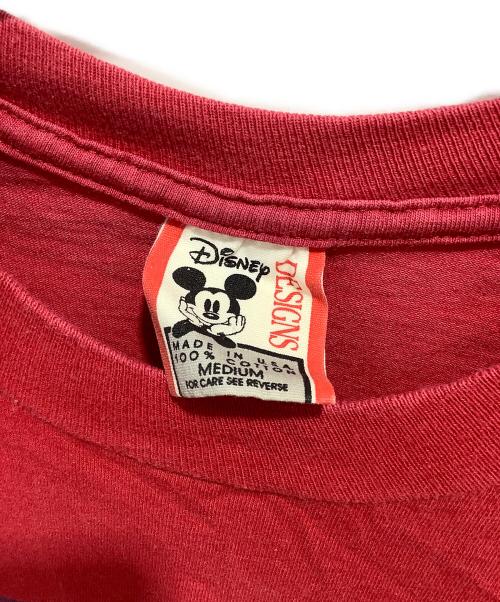 Disney
DESIGNS
MADE IN U.S.A.
100% COTTON
MEDIUM
FOR CARE SEE REVERSE